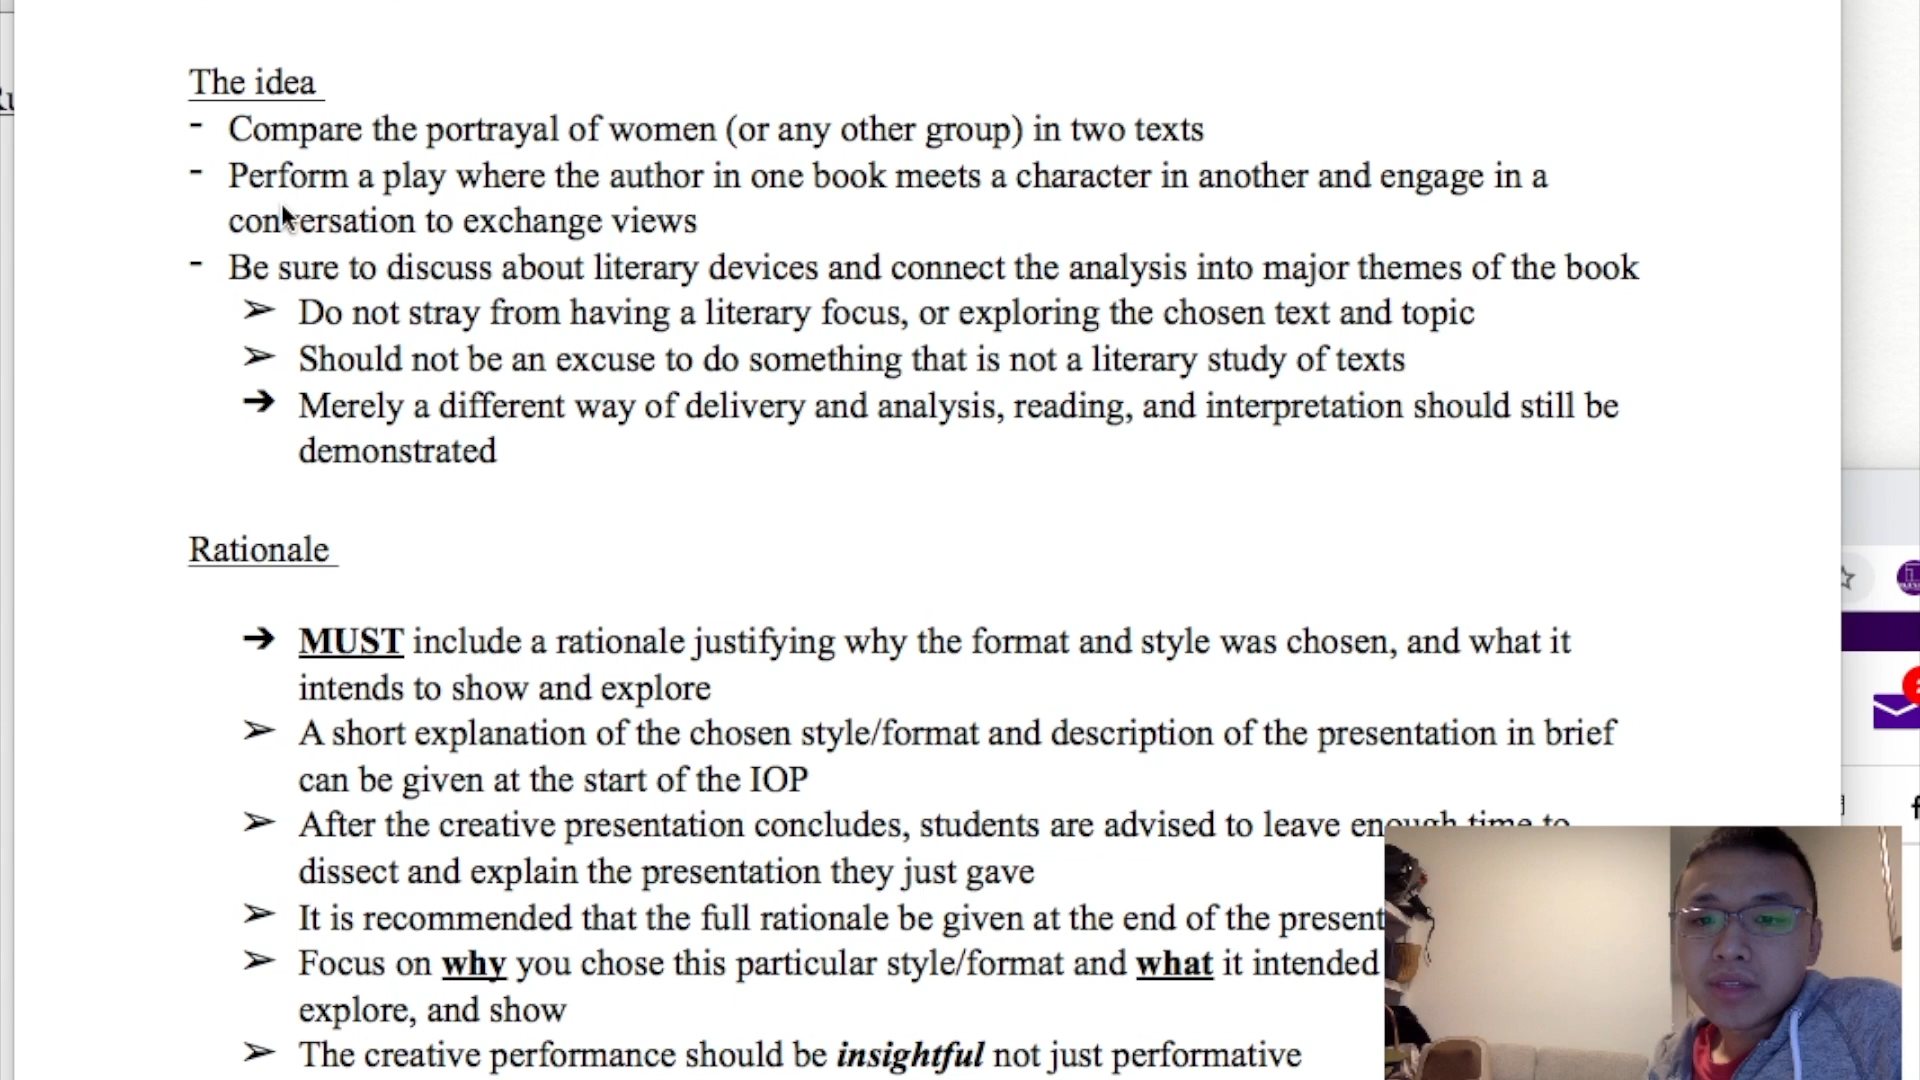 The idea
- Compare the portrayal of women (or any other group) in two texts
- Perform a play where the author in one book meets a character in another and engage in a
conversation to exchange views
- Be sure to discuss about literary devices and connect the analysis into major themes of the book
➢ Do not stray from having a literary focus, or exploring the chosen text and topic
➢ Should not be an excuse to do something that is not a literary study of texts
➔ Merely a different way of delivery and analysis, reading, and interpretation should still be
demonstrated
Rationale
➔ MUST include a rationale justifying why the format and style was chosen, and what it
intends to show and explore
➢ A short explanation of the chosen style/format and description of the presentation in brief
can be given at the start of the IOP
➢ After the creative presentation concludes, students are advised to leave enough time to
dissect and explain the presentation they just gave
➢ It is recommended that the full rationale be given at the end of the present
➢ Focus on why you chose this particular style/format and what it intended
explore, and show
➢ The creative performance should be insightful not just performative